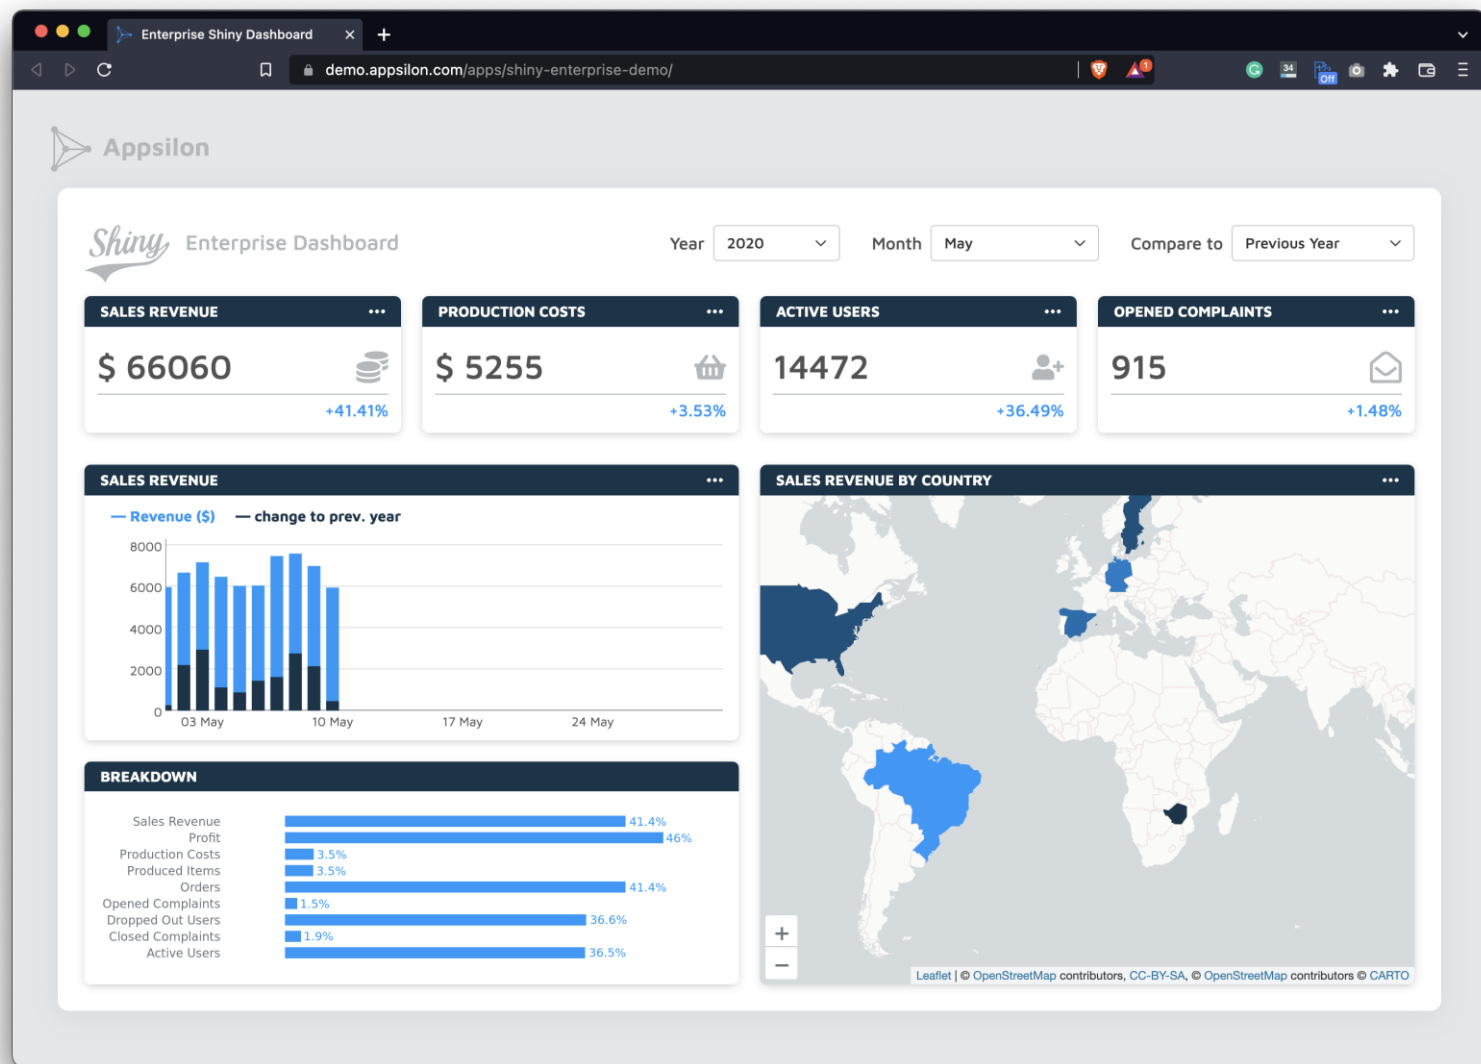 Enterprise Shiny Dashboard
demo.appsilon.com/apps/shiny-enterprise-demo/
1
34
Off
Appsilon
Shiny Enterprise Dashboard
Year 2020 Month May Compare to Previous Year
SALES REVENUE
$ 66060
+41.41%
PRODUCTION COSTS
$ 5255
+3.53%
ACTIVE USERS
14472
+36.49%
OPENED COMPLAINTS
915
+1.48%
SALES REVENUE
Revenue ($) change to prev. year
8000
6000
4000
2000
0
03 May 10 May 17 May 24 May
BREAKDOWN
Sales Revenue 41.4%
Profit 46%
Production Costs 3.5%
Produced Items 3.5%
Orders 41.4%
Opened Complaints 1.5%
Dropped Out Users 36.6%
Closed Complaints 1.9%
Active Users 36.5%
SALES REVENUE BY COUNTRY
+
−
Leaflet | © OpenStreetMap contributors, CC-BY-SA, © OpenStreetMap contributors © CARTO